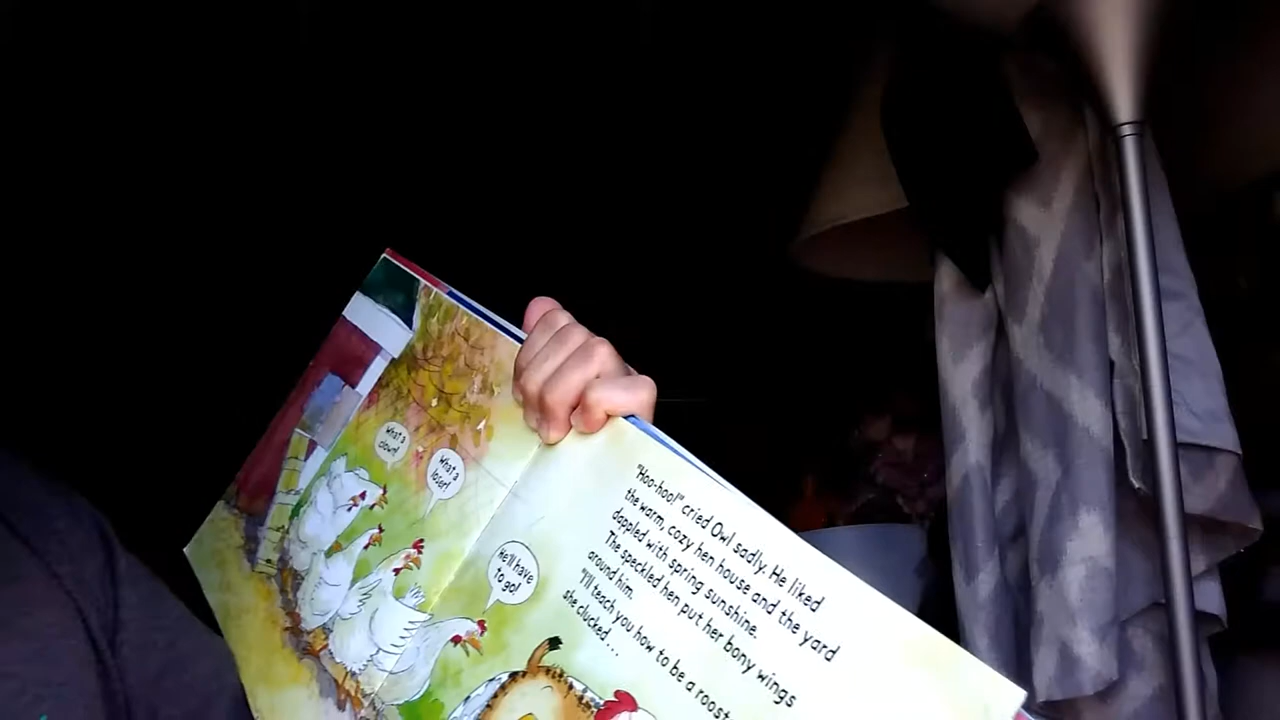 What a
clown!
What a
loser!
He'll have
to go!
"Hoo-hoo!" cried Owl sadly. He liked
the warm, cozy hen house and the yard
dappled with spring sunshine.
The speckled hen put her bony wings
around him.
"I'll teach you how to be a roost
she clucked...